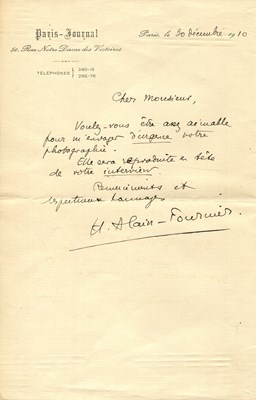 Paris-Journal
Paris, le 30 décembre 1910
50, Rue Notre Dame des Victoires
TÉLÉPHONES
Cher Monsieur,
Voulez-vous être assez aimable
pour m'envoyer d'urgence votre
photographie.
Elle sera reproduite en tête
de votre interview.
Remerciements et
respectueux hommages
H. Alain-Fournier.